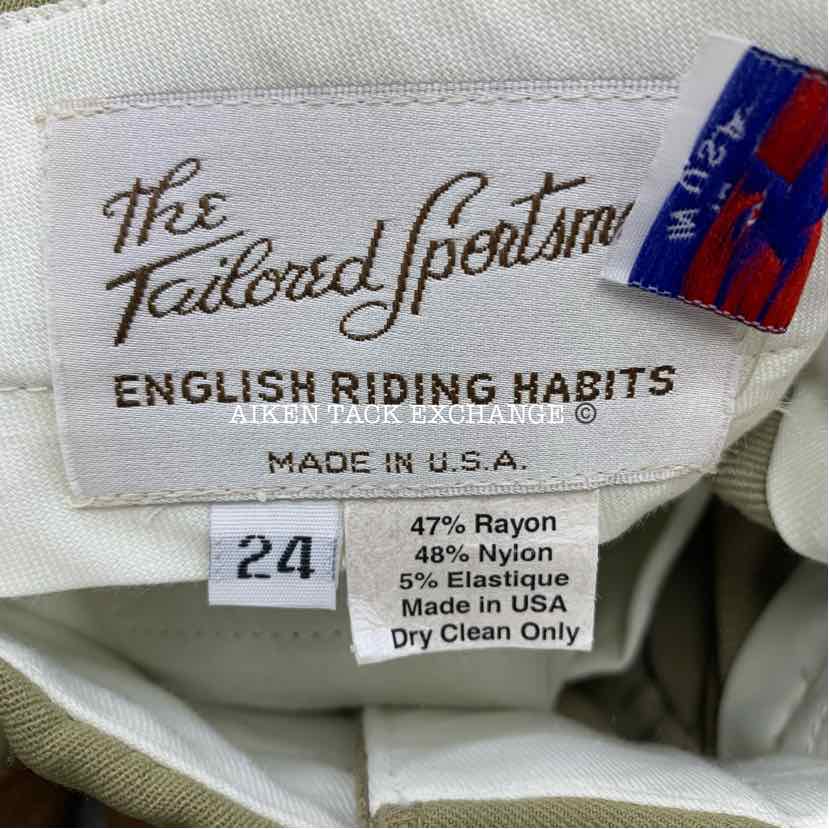 The
Tailored
ENGLISH RIDING HABITS
AIKEN TACK EXCHANGE ©
MADE IN U.S.A.
24
47% Rayon
48% Nylon
5% Elastique
Made in USA
Dry Clean Only